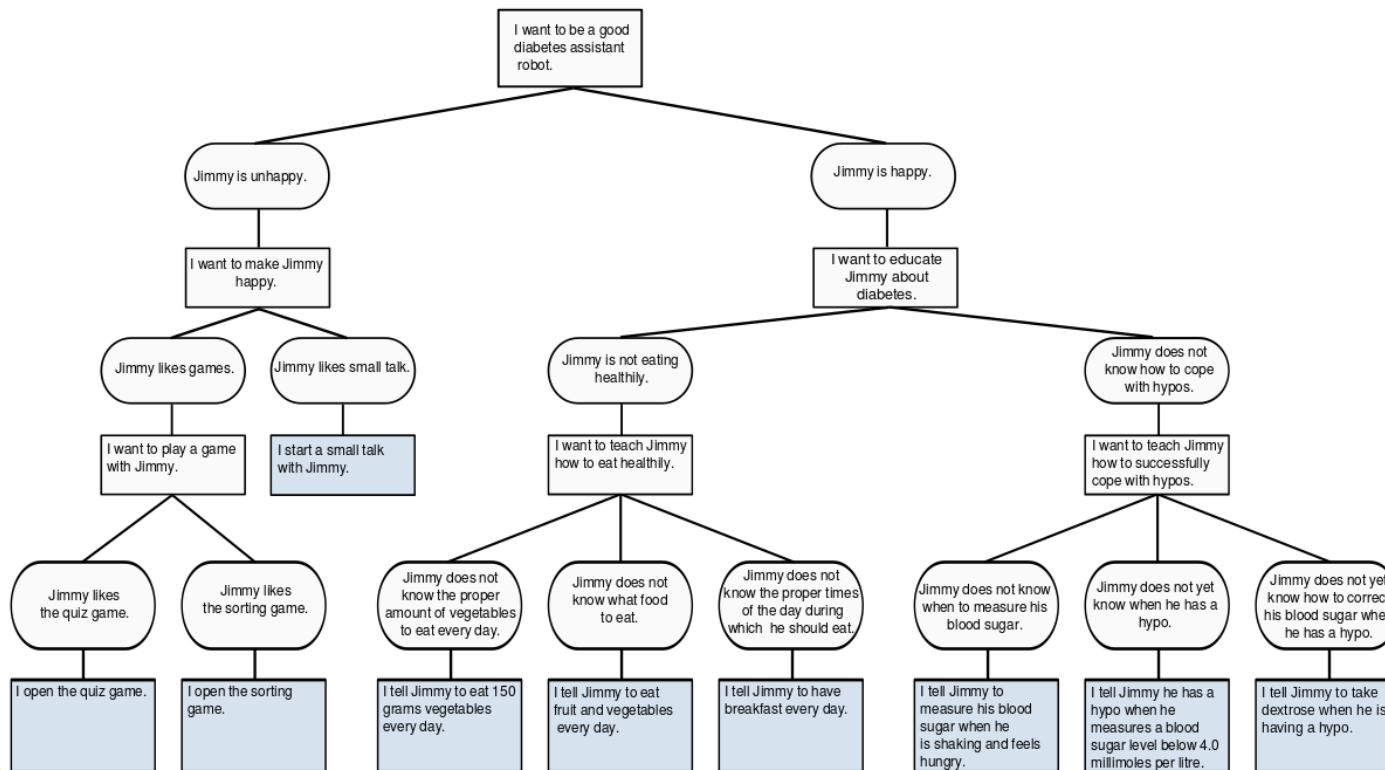 I want to be a good
diabetes assistant
robot.
Jimmy is unhappy.
Jimmy is happy.
I want to make Jimmy
happy.
I want to educate
Jimmy about
diabetes.
Jimmy likes games.
Jimmy likes small talk.
Jimmy is not eating
healthily.
Jimmy does not
know how to cope
with hypos.
I want to play a game
with Jimmy.
I start a small talk
with Jimmy.
I want to teach Jimmy
how to eat healthily.
I want to teach Jimmy
how to successfully
cope with hypos.
Jimmy likes
the quiz game.
Jimmy likes
the sorting game.
Jimmy does not
know the proper
amount of vegetables
to eat every day.
Jimmy does not
know what food
to eat.
Jimmy does not
know the proper times
of the day during
which he should eat.
Jimmy does not know
when to measure his
blood sugar.
Jimmy does not yet
know when he has a
hypo.
Jimmy does not yet
know how to correc
his blood sugar whe
he has a hypo.
I open the quiz game.
I open the sorting
game.
I tell Jimmy to eat 150
grams vegetables
every day.
I tell Jimmy to eat
fruit and vegetables
every day.
I tell Jimmy to have
breakfast every day.
I tell Jimmy to
measure his blood
sugar when he
is shaking and feels
hungry.
I tell Jimmy he has a
hypo when he
measures a blood
sugar level below 4.0
millimoles per litre.
I tell Jimmy to take
dextrose when he is
having a hypo.